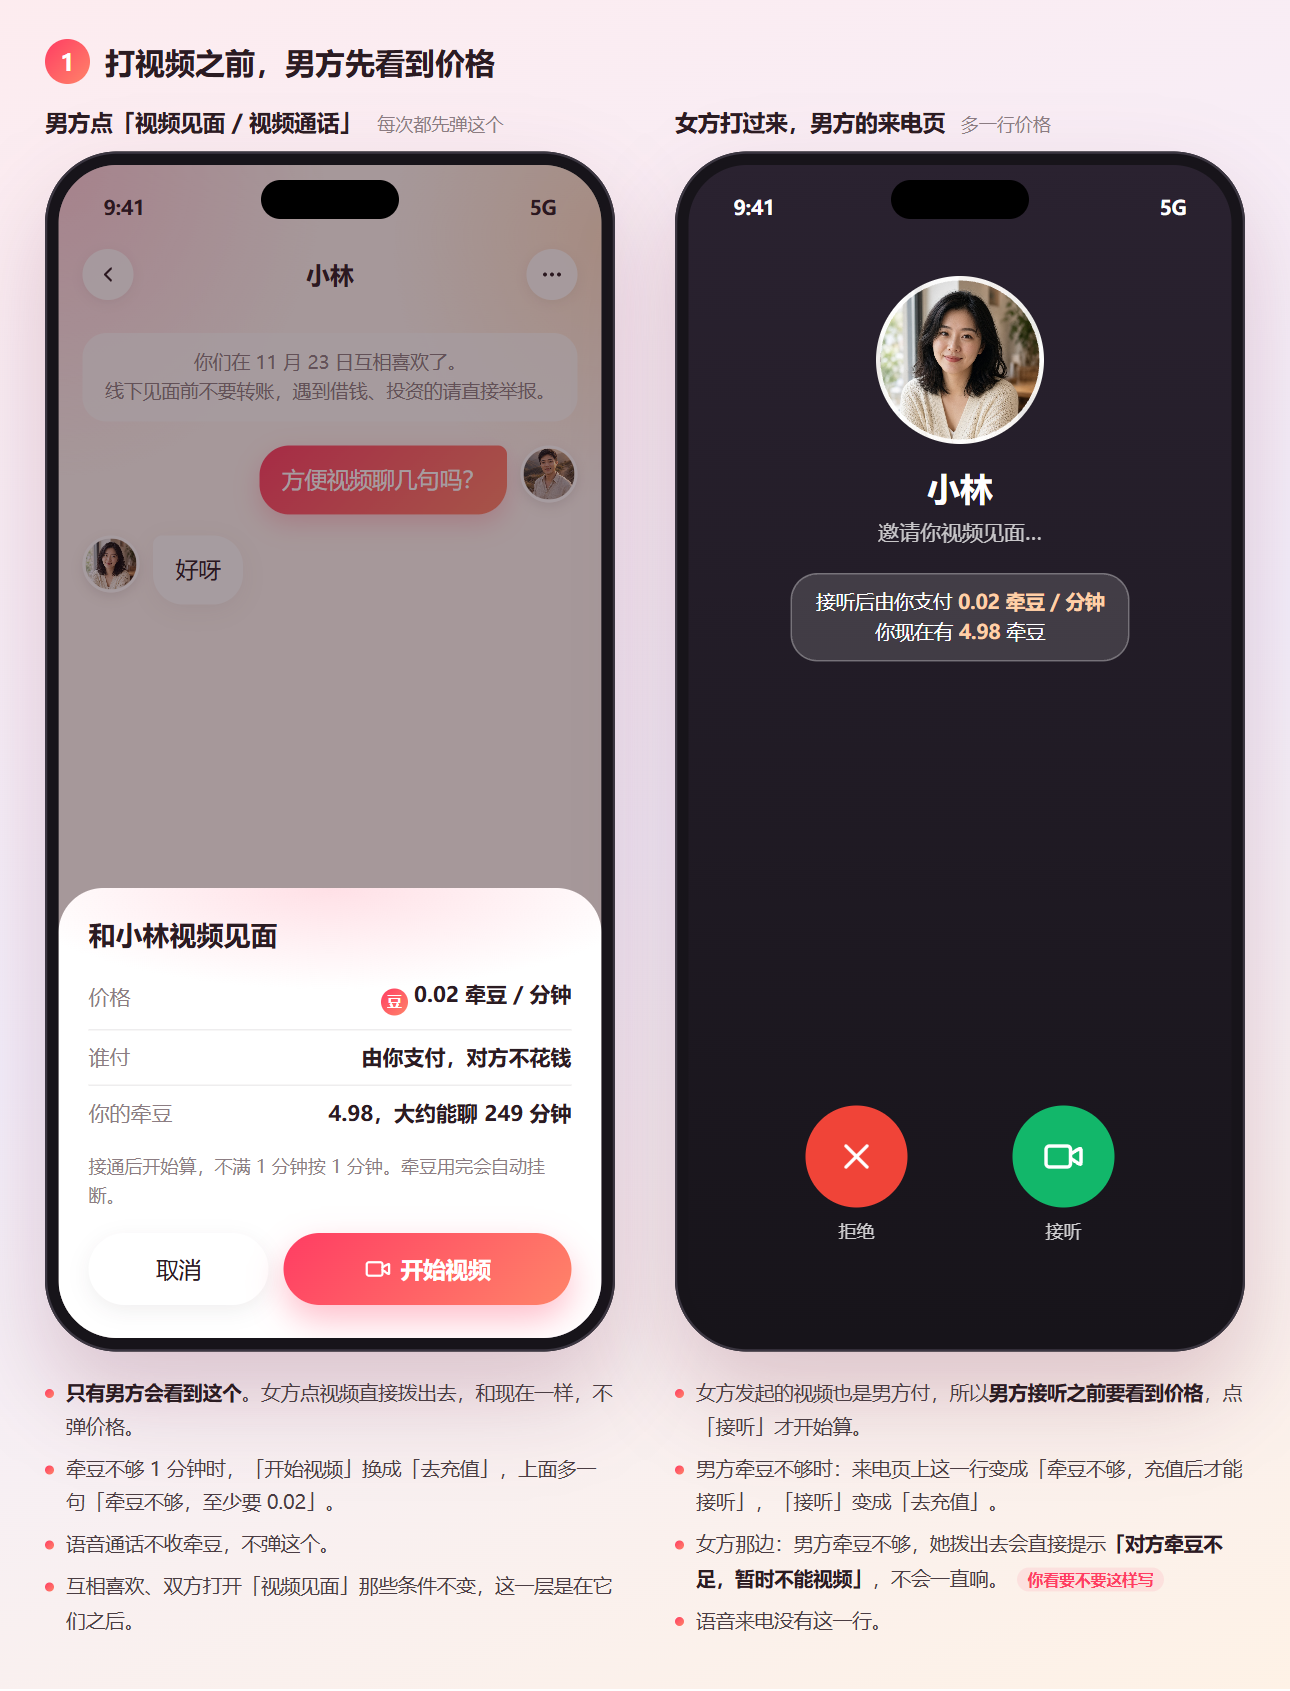 1 打视频之前，男方先看到价格
男方点「视频见面 / 视频通话」 每次都先弹这个
9:41
5G
小林
你们在 11 月 23 日互相喜欢了。
线下见面前不要转账，遇到借钱、投资的请直接举报。
方便视频聊几句吗？
好呀
和小林视频见面
价格 豆 0.02 牵豆 / 分钟
谁付 由你支付，对方不花钱
你的牵豆 4.98，大约能聊 249 分钟
接通后开始算，不满 1 分钟按 1 分钟。牵豆用完会自动挂
断。
取消
开始视频
只有男方会看到这个。女方点视频直接拨出去，和现在一样，不
弹价格。
牵豆不够 1 分钟时，「开始视频」换成「去充值」，上面多一
句「牵豆不够，至少要 0.02」。
语音通话不收牵豆，不弹这个。
互相喜欢、双方打开「视频见面」那些条件不变，这一层是在它
们之后。
女方打过来，男方的来电页 多一行价格
9:41
5G
小林
邀请你视频见面...
接听后由你支付 0.02 牵豆 / 分钟
你现在有 4.98 牵豆
拒绝
接听
女方发起的视频也是男方付，所以男方接听之前要看到价格，点
「接听」才开始算。
男方牵豆不够时：来电页上这一行变成「牵豆不够，充值后才能
接听」，「接听」变成「去充值」。
女方那边：男方牵豆不够，她拨出去会直接提示「对方牵豆不
足，暂时不能视频」，不会一直响。 你看要不要这样写
语音来电没有这一行。